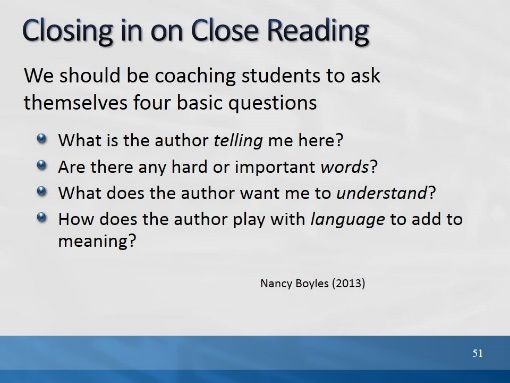 Closing in on Close Reading
We should be coaching students to ask
themselves four basic questions
What is the author telling me here?
Are there any hard or important words?
What does the author want me to understand?
How does the author play with language to add to
meaning?
Nancy Boyles (2013)
51